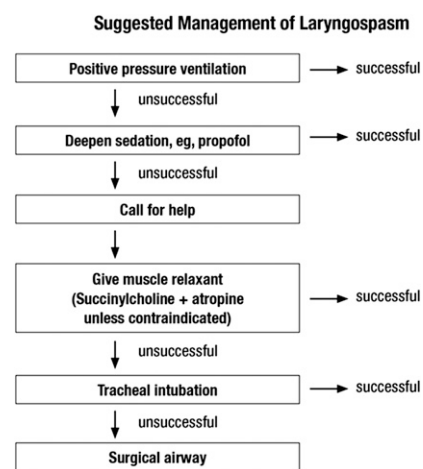 Suggested Management of Laryngospasm
Positive pressure ventilation
successful
unsuccessful
Deepen sedation, eg, propofol
successful
unsuccessful
Call for help
Give muscle relaxant
(Succinylcholine + atropine
unless contraindicated)
successful
unsuccessful
Tracheal intubation
successful
unsuccessful
Surgical airway